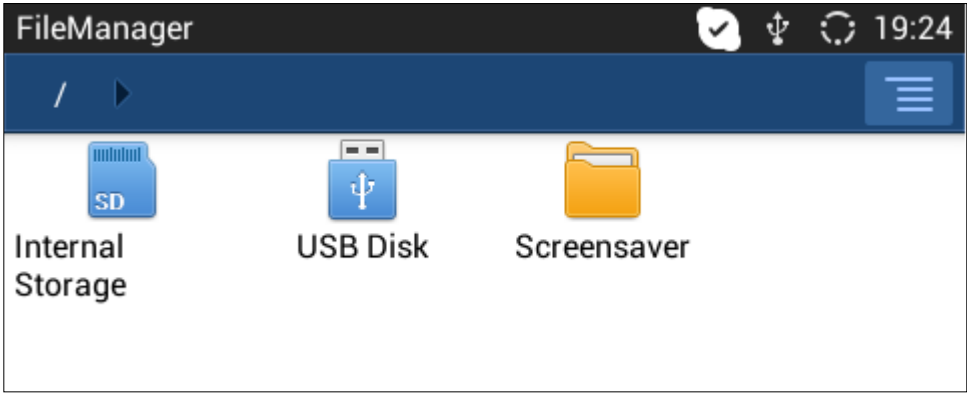 FileManager 19:24
/
SD
Internal
Storage
USB Disk
Screensaver